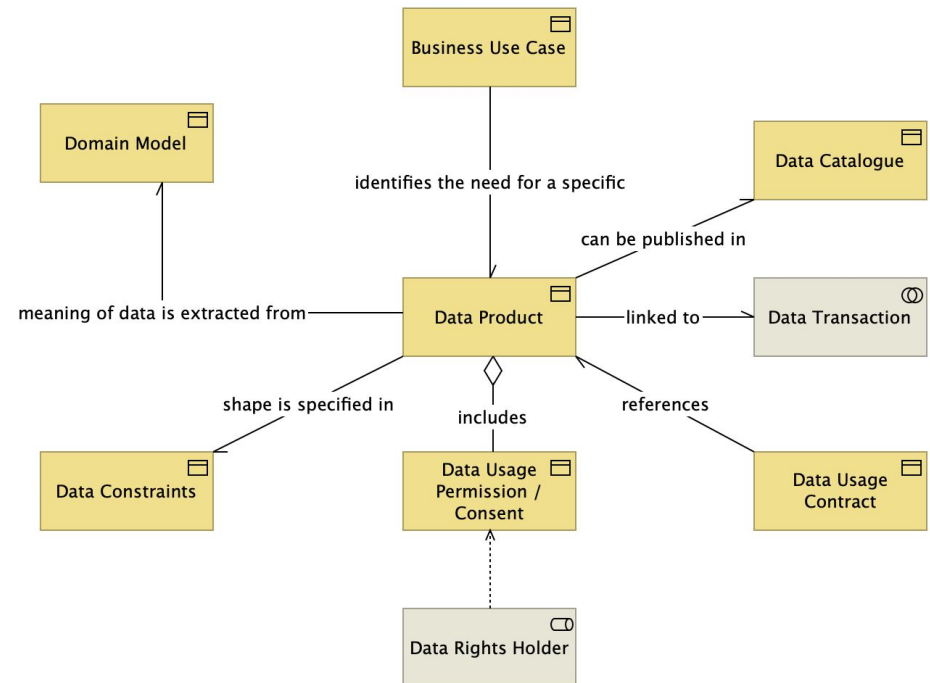 Business Use Case
Domain Model
Data Catalogue
identifies the need for a specific
can be published in
meaning of data is extracted from
Data Product
linked to
Data Transaction
shape is specified in
includes
references
Data Constraints
Data Usage
Permission /
Consent
Data Usage
Contract
Data Rights Holder